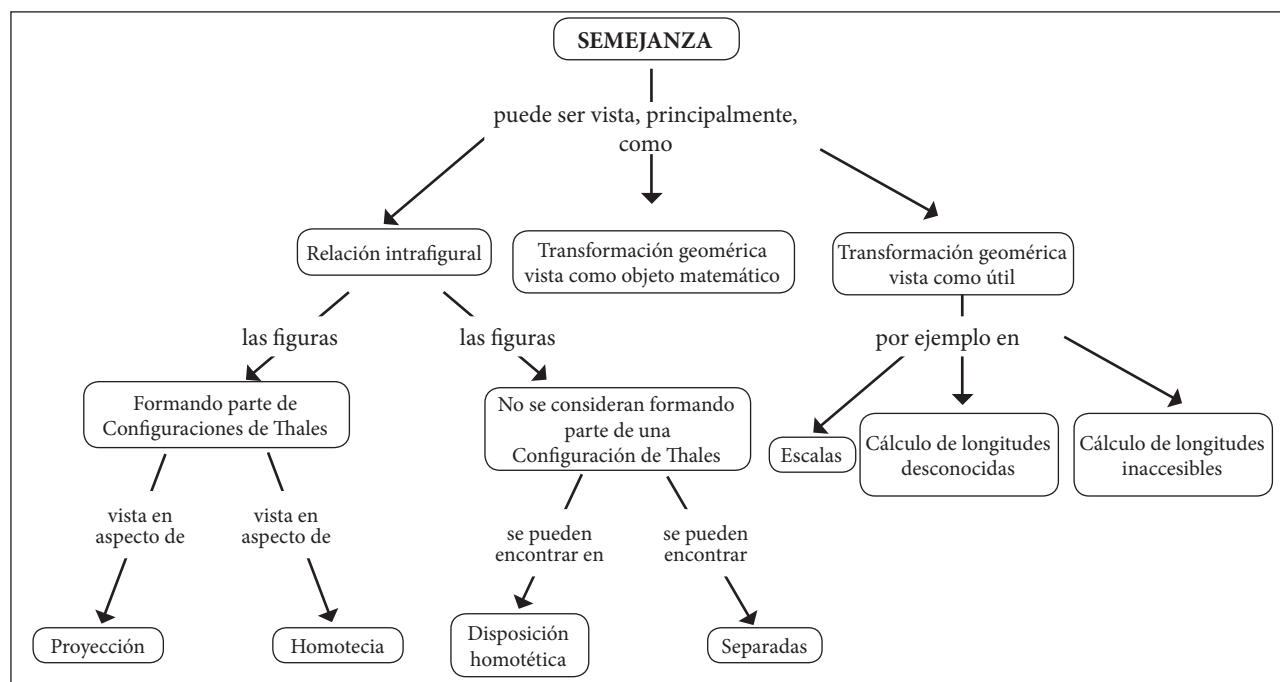 SEMEJANZA
puede ser vista, principalmente,
como
Relación intrafigural
Transformación geomérica
vista como objeto matemático
Transformación geomérica
vista como útil
las figuras
las figuras
por ejemplo en
Formando parte de
Configuraciones de Thales
No se consideran formando
parte de una
Configuración de Thales
Escalas
Cálculo de longitudes
desconocidas
Cálculo de longitudes
inaccesibles
vista en
aspecto de
vista en
aspecto de
se pueden
encontrar en
se pueden
encontrar
Proyección
Homotecia
Disposición
homotética
Separadas